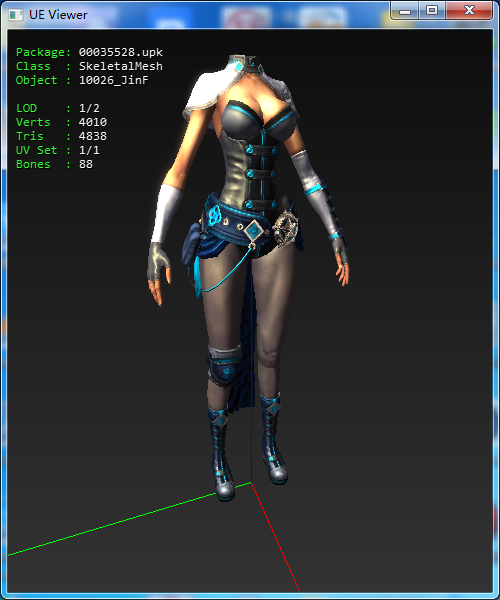 UE Viewer
Package: 00035528.upk
Class : SkeletalMesh
Object : 10026_JinF
LOD : 1/2
Verts : 4010
Tris : 4838
UV Set : 1/1
Bones : 88